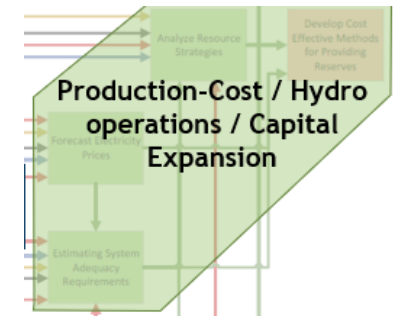 Analyze Resource
Strategies
Develop Cost
Effective Methods
for Providing
Reserves
Production-Cost / Hydro
operations / Capital
Expansion
Forecast Electricity
Prices
Estimating System
Adequacy
Requirements